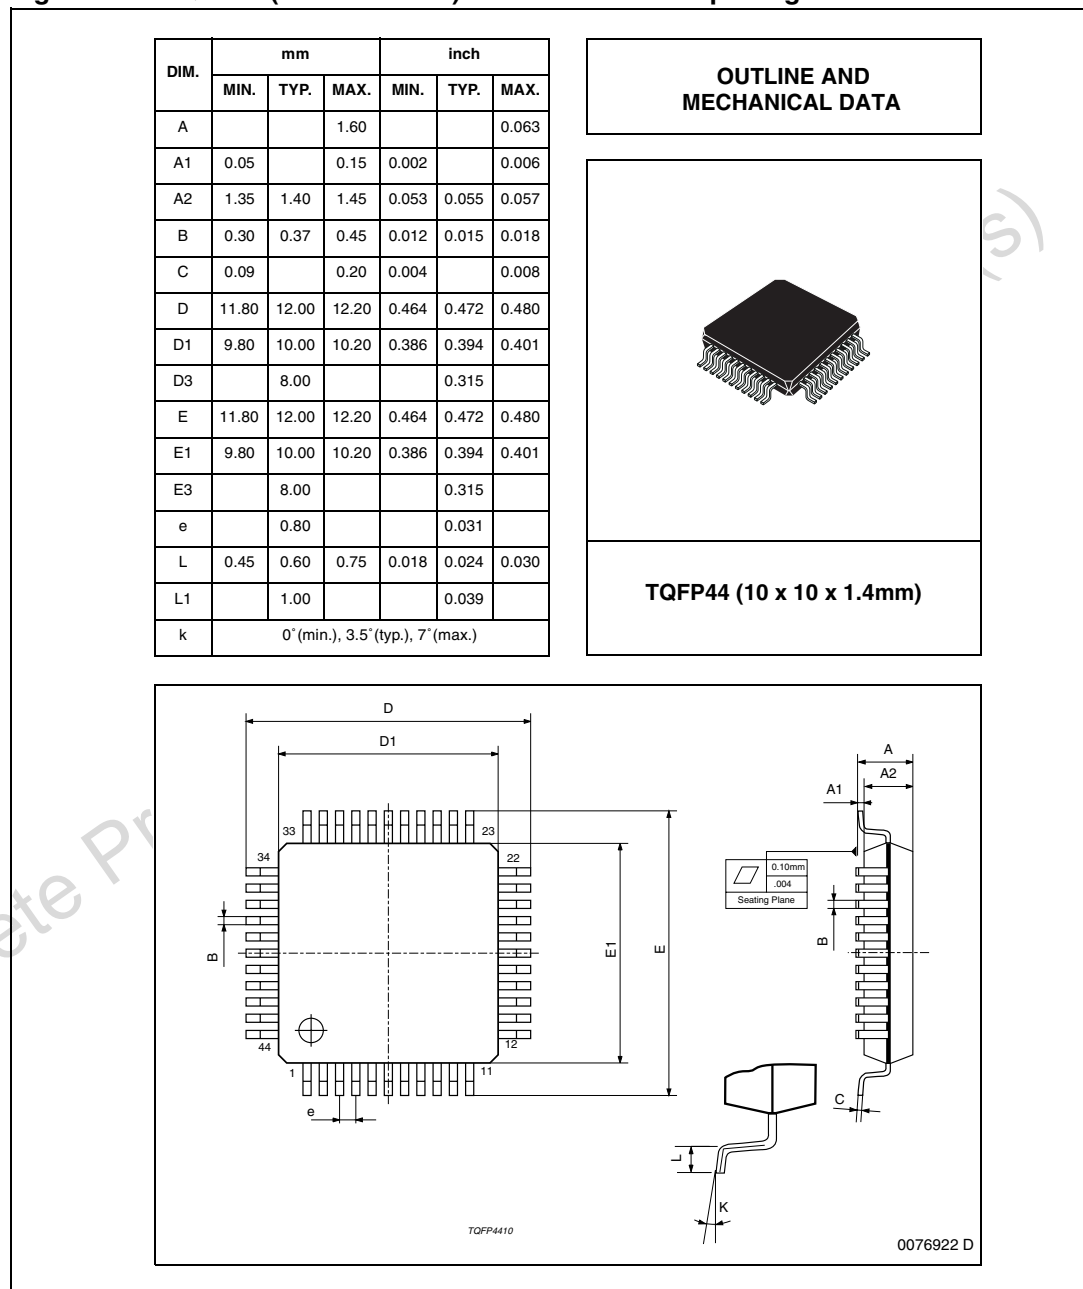 DIM. mm inch
MIN. TYP. MAX. MIN. TYP. MAX.
A 1.60 0.063
A1 0.05 0.15 0.002 0.006
A2 1.35 1.40 1.45 0.053 0.055 0.057
B 0.30 0.37 0.45 0.012 0.015 0.018
C 0.09 0.20 0.004 0.008
D 11.80 12.00 12.20 0.464 0.472 0.480
D1 9.80 10.00 10.20 0.386 0.394 0.401
D3 8.00 0.315
E 11.80 12.00 12.20 0.464 0.472 0.480
E1 9.80 10.00 10.20 0.386 0.394 0.401
E3 8.00 0.315
e 0.80 0.031
L 0.45 0.60 0.75 0.018 0.024 0.030
L1 1.00 0.039
k 0˚(min.), 3.5˚(typ.), 7˚(max.)
OUTLINE AND
MECHANICAL DATA
TQFP44 (10 x 10 x 1.4mm)
D
D1
A
A2
A1
33 23
34 22
0.10mm
.004
Seating Plane
B
E1
E
B
44 12
1 11
e
C
L
K
TQFP4410
0076922 D
ete Pr
s)